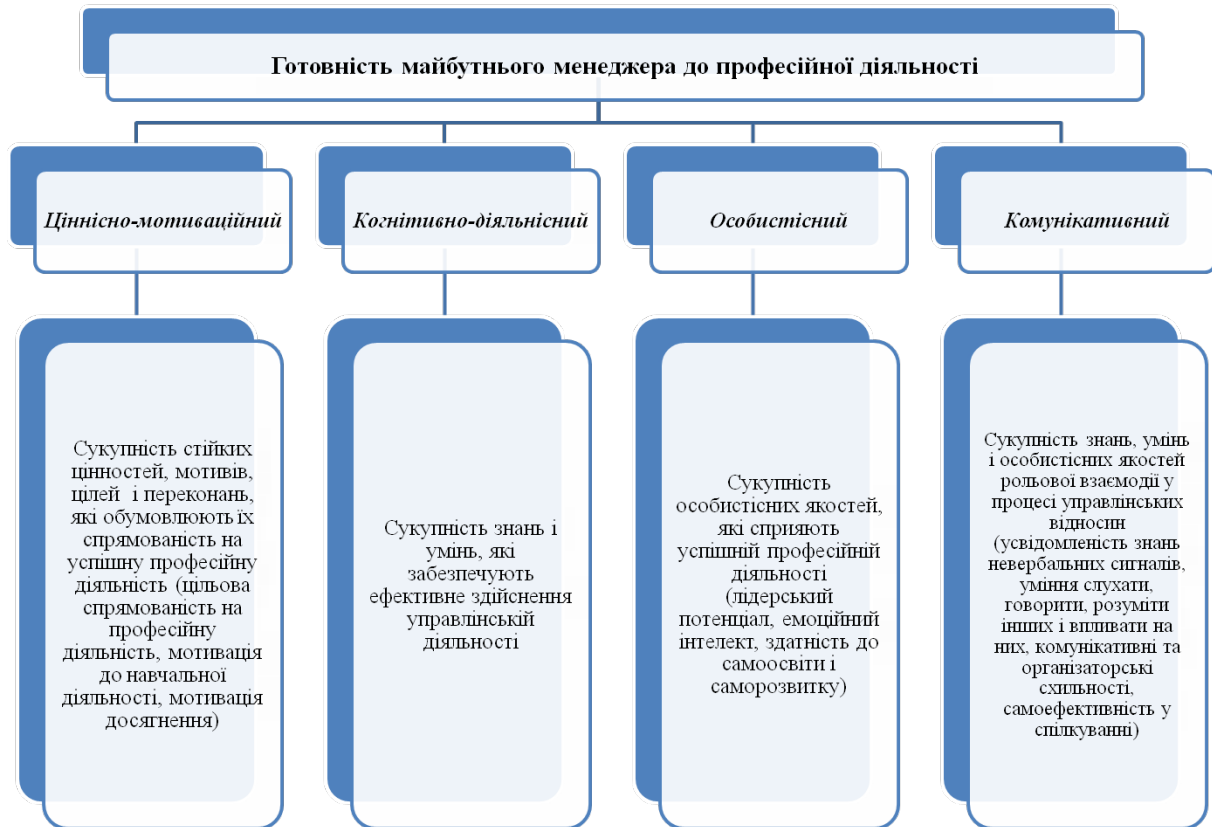 Готовність майбутнього менеджера до професійної діяльності
Ціннісно-мотиваційний
Когнітивно-діяльнісний
Особистісний
Комунікативний
Сукупність стійких
цінностей, мотивів,
цілей і переконань,
які обумовлюють їх
спрямованість на
успішну професійну
діяльність (цільова
спрямованість на
професійну
діяльність, мотивація
до навчальної
діяльності, мотивація
досягнення)
Сукупність знань і
умінь, які
забезпечують
ефективне здійснення
управлінській
діяльності
Сукупність
особистісних якостей,
які сприяють
успішній професійній
діяльності
(лідерський
потенціал, емоційний
інтелект, здатність до
самоосвіти і
саморозвитку)
Сукупність знань, умінь
і особистісних якостей
рольової взаємодії у
процесі управлінських
відносин
(усвідомленість знань
невербальних сигналів,
уміння слухати,
говорити, розуміти
інших і впливати на
них, комунікативні та
організаторські
схильності,
самоефективність у
спілкуванні)